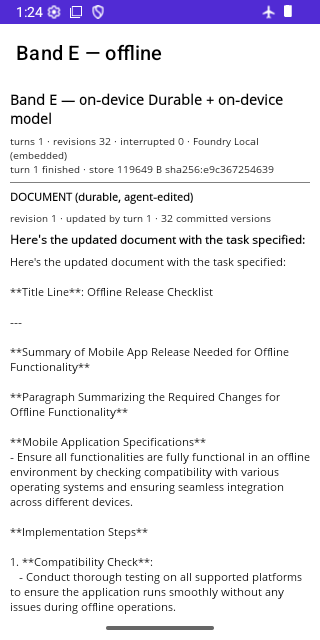 1:24
Band E — offline
Band E — on-device Durable + on-device
model
turns 1 · revisions 32 · interrupted 0 · Foundry Local
(embedded)
turn 1 finished · store 119649 B sha256:e9c367254639
DOCUMENT (durable, agent-edited)
revision 1 · updated by turn 1 · 32 committed versions
Here's the updated document with the task specified:
Here's the updated document with the task specified:
**Title Line**: Offline Release Checklist
---
**Summary of Mobile App Release Needed for Offline
Functionality**
**Paragraph Summarizing the Required Changes for
Offline Functionality**
**Mobile Application Specifications**
- Ensure all functionalities are fully functional in an offline
environment by checking compatibility with various
operating systems and ensuring seamless integration
across different devices.
**Implementation Steps**
1. **Compatibility Check**:
- Conduct thorough testing on all supported platforms
to ensure the application runs smoothly without any
issues during offline operations.